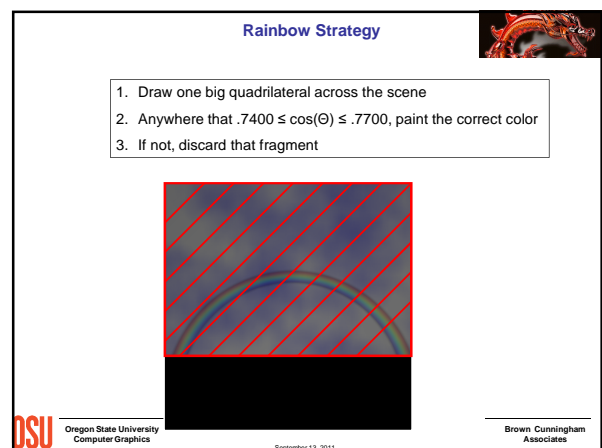 Rainbow Strategy
1. Draw one big quadrilateral across the scene
2. Anywhere that .7400 ≤ cos(Θ) ≤ .7700, paint the correct color
3. If not, discard that fragment
OSU
Oregon State University
Computer Graphics
September 13, 2011
Brown Cunningham
Associates